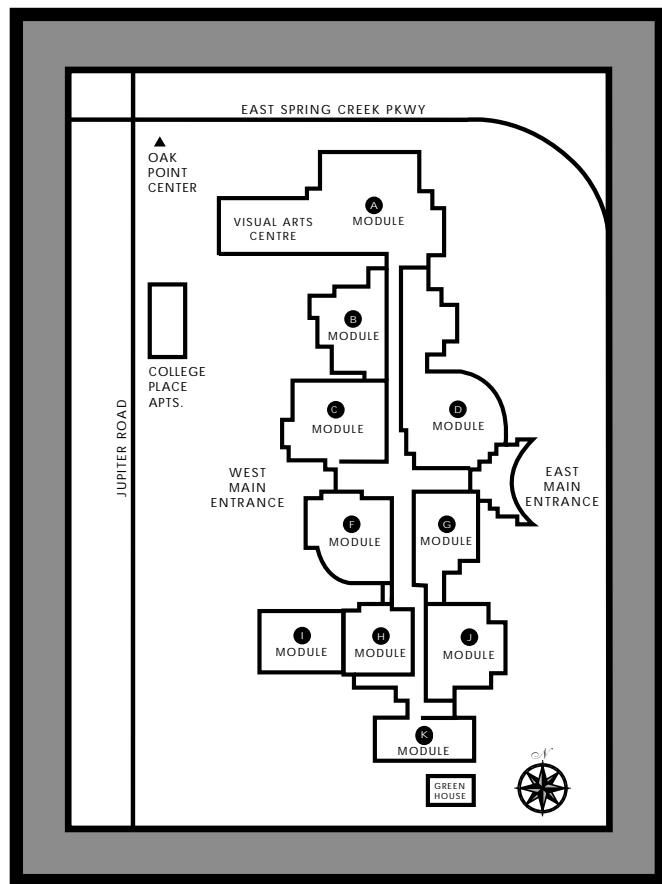 EAST SPRING CREEK PKWY
OAK
POINT
CENTER
A
MODULE
VISUAL ARTS
CENTRE
B
MODULE
COLLEGE
PLACE
APTS.
JUPITER ROAD
C
MODULE
D
MODULE
WEST
MAIN
ENTRANCE
EAST
MAIN
ENTRANCE
F
MODULE
G
MODULE
I
MODULE
H
MODULE
J
MODULE
K
MODULE
GREEN
HOUSE
N